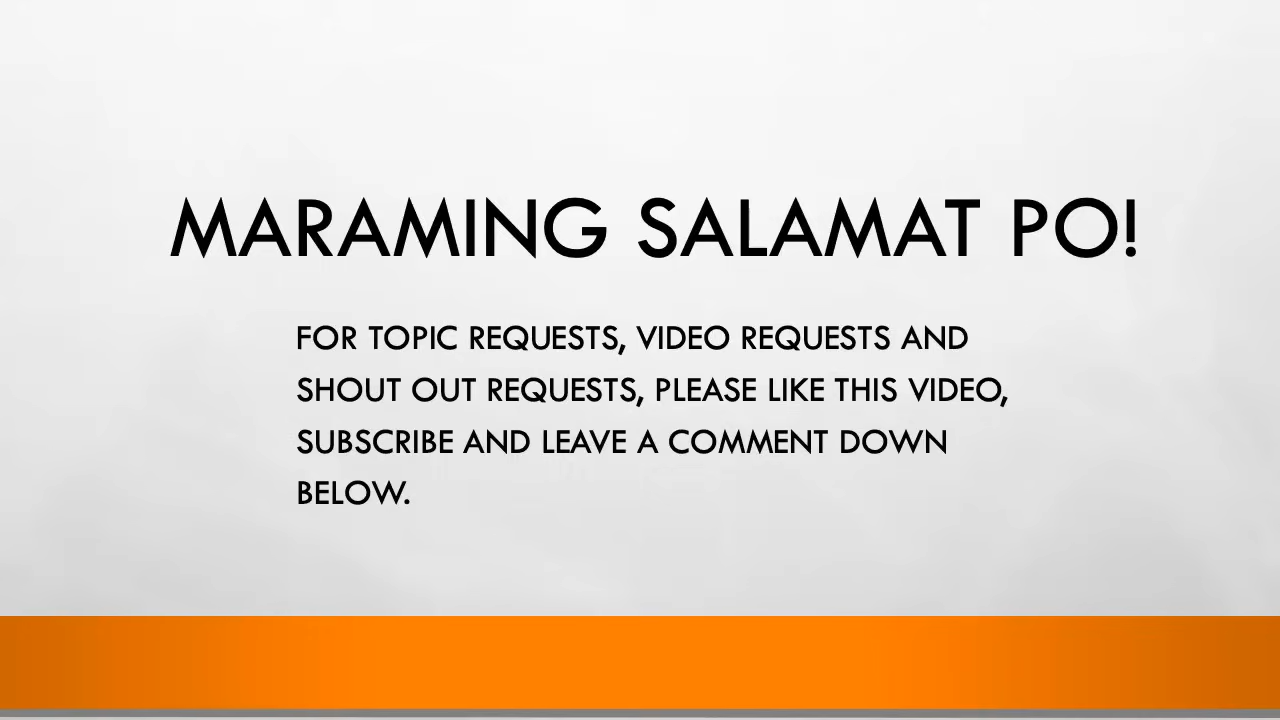 MARAMING SALAMAT PO!
FOR TOPIC REQUESTS, VIDEO REQUESTS AND
SHOUT OUT REQUESTS, PLEASE LIKE THIS VIDEO,
SUBSCRIBE AND LEAVE A COMMENT DOWN
BELOW.